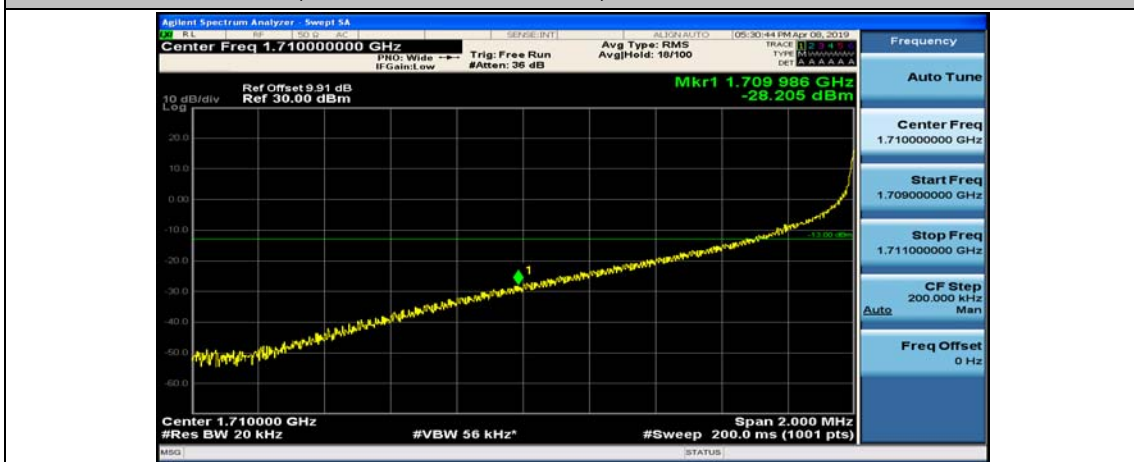 Agilent Spectrum Analyzer - Swept SA
RL RF 50 Ω AC SENSE:INT ALIGN AUTO 05:30:44 PM Apr 08, 2019
Center Freq 1.710000000 GHz
PNO: Wide
IFGain:Low
Trig: Free Run
#Atten: 36 dB
Avg Type: RMS
Avg|Hold: 18/100
TRACE 1 2 3 4 5 6
TYPE M
DET A A A A A A
Frequency
Auto Tune
Center Freq
1.710000000 GHz
Start Freq
1.709000000 GHz
Stop Freq
1.711000000 GHz
CF Step
200.000 kHz
Auto Man
Freq Offset
0 Hz
Mkr1 1.709 986 GHz
-28.205 dBm
Ref Offset 9.91 dB
10 dB/div Ref 30.00 dBm
Log
20.0
10.0
0.00
-10.0
-13.00 dBm
-20.0
1
-30.0
-40.0
-50.0
-60.0
Center 1.710000 GHz Span 2.000 MHz
#Res BW 20 kHz #VBW 56 kHz* #Sweep 200.0 ms (1001 pts)
MSG STATUS